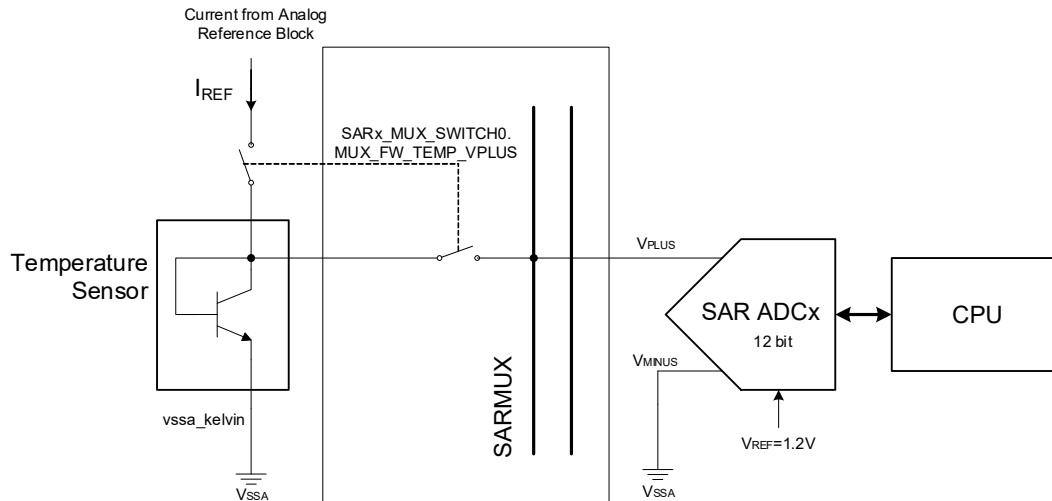 Current from Analog
Reference Block
IREF
SARx_MUX_SWITCH0.
MUX_FW_TEMP_VPLUS
Temperature
Sensor
VPLUS
SAR ADCx
12 bit
CPU
VMINUS
SARMUX
vssa_kelvin
VREF=1.2V
VSSA
VSSA